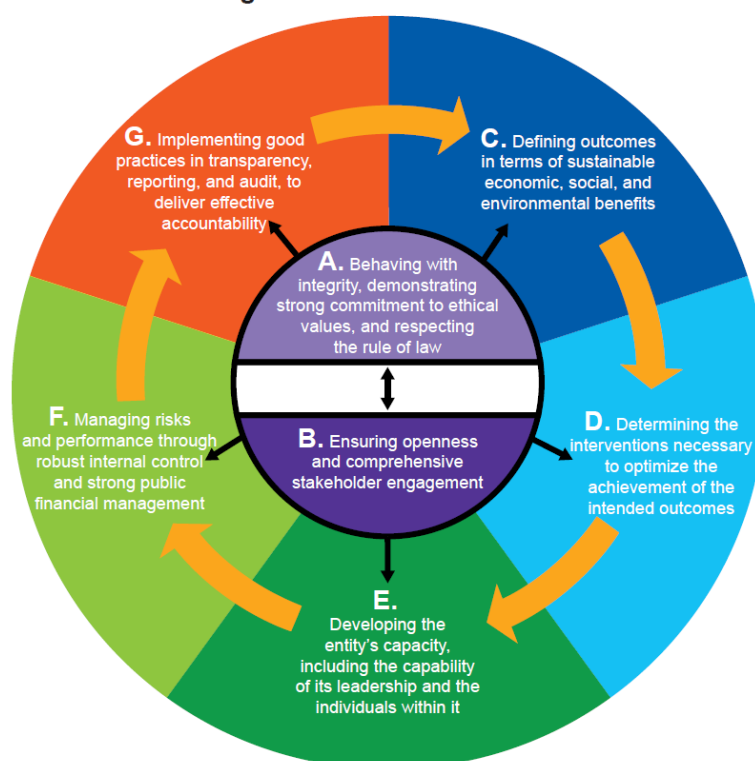 G. Implementing good
practices in transparency,
reporting, and audit, to
deliver effective
accountability
C. Defining outcomes
in terms of sustainable
economic, social, and
environmental benefits
A. Behaving with
integrity, demonstrating
strong commitment to ethical
values, and respecting
the rule of law
B. Ensuring openness
and comprehensive
stakeholder engagement
D. Determining the
interventions necessary
to optimize the
achievement of the
intended outcomes
E.
Developing the
entity's capacity,
including the capability
of its leadership and the
individuals within it
F. Managing risks
and performance through
robust internal control
and strong public
financial management